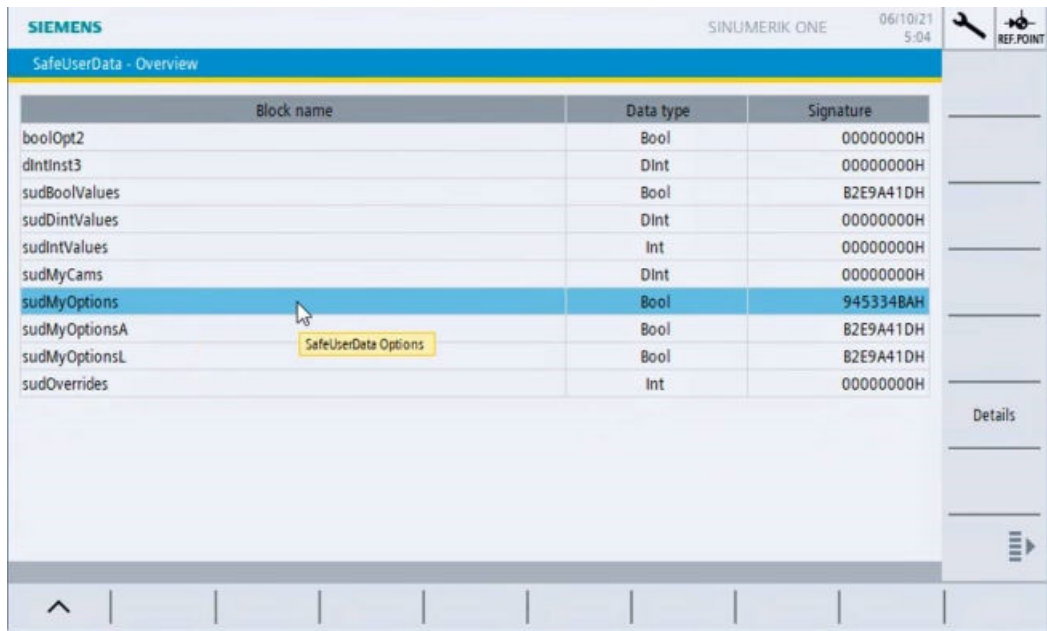 SIEMENS
SINUMERIK ONE
06/10/21
5:04
REF.POINT
SafeUserData - Overview
Block name Data type Signature
boolOpt2 Bool 00000000H
dIntInst3 DInt 00000000H
sudBoolValues Bool B2E9A41DH
sudDintValues DInt 00000000H
sudIntValues Int 00000000H
sudMyCams DInt 00000000H
sudMyOptions Bool 945334BAH
sudMyOptionsA Bool B2E9A41DH
SafeUserData Options
sudMyOptionsL Bool B2E9A41DH
sudOverrides Int 00000000H
Details